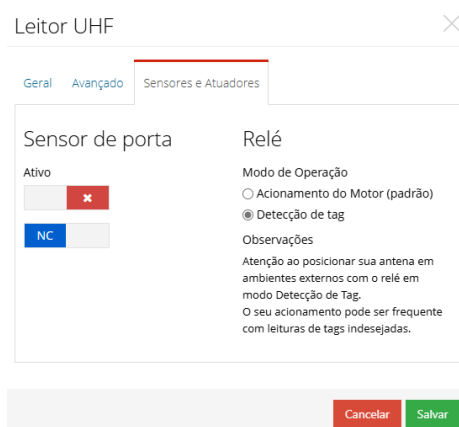 Leitor UHF
Geral Avançado Sensores e Atuadores
Sensor de porta
Ativo
NC
Relé
Modo de Operação
Acionamento do Motor (padrão)
Detecção de tag
Observações
Atenção ao posicionar sua antena em
ambientes externos com o relé em
modo Detecção de Tag.
O seu acionamento pode ser frequente
com leituras de tags indesejadas.
Cancelar Salvar